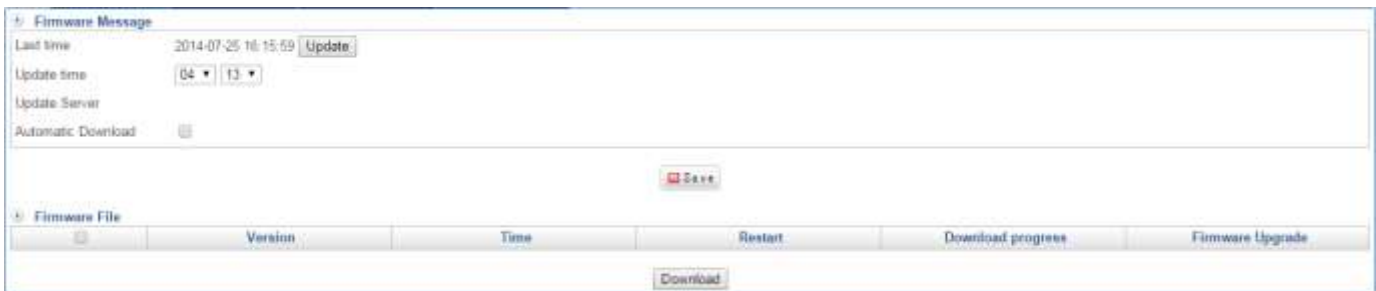 Firmware Message
Last time 2014-07-25 16:15:59 Update
Update time 04 13
Update Server
Automatic Download
Save
Firmware File
Version Time Restart Download progress Firmware Upgrade
Download